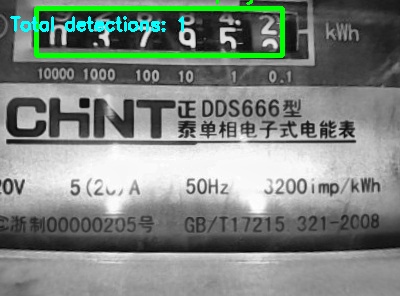 Total detections: 1
0 3 7 9 5 2 kWh
10000 1000 100 10 1 0.1
CHNT 正泰 DDS666型
单相电子式电能表
20V 5(20)A 50Hz 3200imp/kWh
浙制00000205号 GB/T17215 321-2008